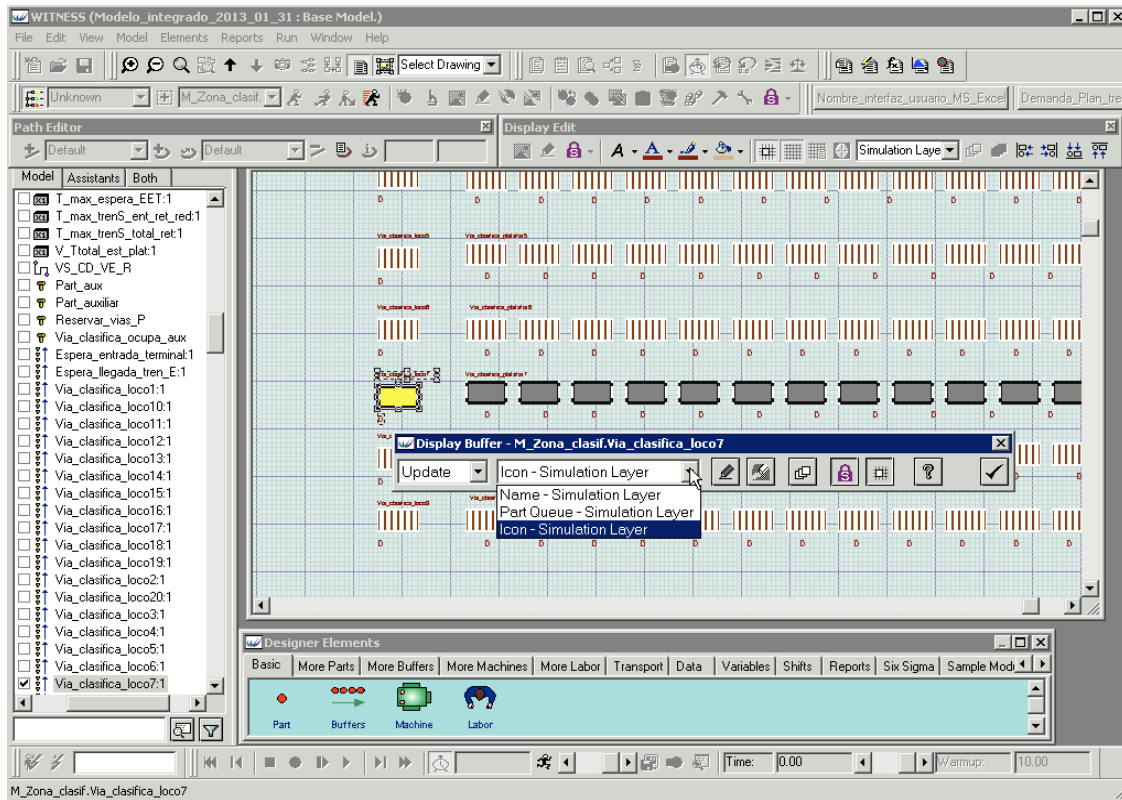 WITNESS (Modelo_integrado_2013_01_31 : Base Model.)
File Edit View Model Elements Reports Run Window Help
Select Drawing
Unknown M_Zona_clasif. Nombre_interfaz_usuario_MS_Excel Demanda_Plan_tre
Path Editor
Display Edit
Default Default
Simulation Laye
Model Assistants Both
T_max_espera_EET:1
T_max_trenS_ent_ret_red:1
T_max_trenS_total_ret:1
V_Ttotal_est_plat:1
VS_CD_VE_R
Part_aux
Part_auxiliar
Reservar_vias_P
Via_clasifica_ocupa_aux
Espera_entrada_terminal:1
Espera_llegada_tren_E:1
Via_clasifica_loco1:1
Via_clasifica_loco10:1
Via_clasifica_loco11:1
Via_clasifica_loco12:1
Via_clasifica_loco13:1
Via_clasifica_loco14:1
Via_clasifica_loco15:1
Via_clasifica_loco16:1
Via_clasifica_loco17:1
Via_clasifica_loco18:1
Via_clasifica_loco19:1
Via_clasifica_loco2:1
Via_clasifica_loco20:1
Via_clasifica_loco3:1
Via_clasifica_loco4:1
Via_clasifica_loco5:1
Via_clasifica_loco6:1
Via_clasifica_loco7:1
Display Buffer - M_Zona_clasif.Via_clasifica_loco7
Update Icon - Simulation Layer
Name - Simulation Layer
Part Queue - Simulation Layer
Icon - Simulation Layer
Designer Elements
Basic More Parts More Buffers More Machines More Labor Transport Data Variables Shifts Reports Six Sigma Sample Mod
Part Buffers Machine Labor
Time: 0.00 Warmup: 10.00
M_Zona_clasif.Via_clasifica_loco7